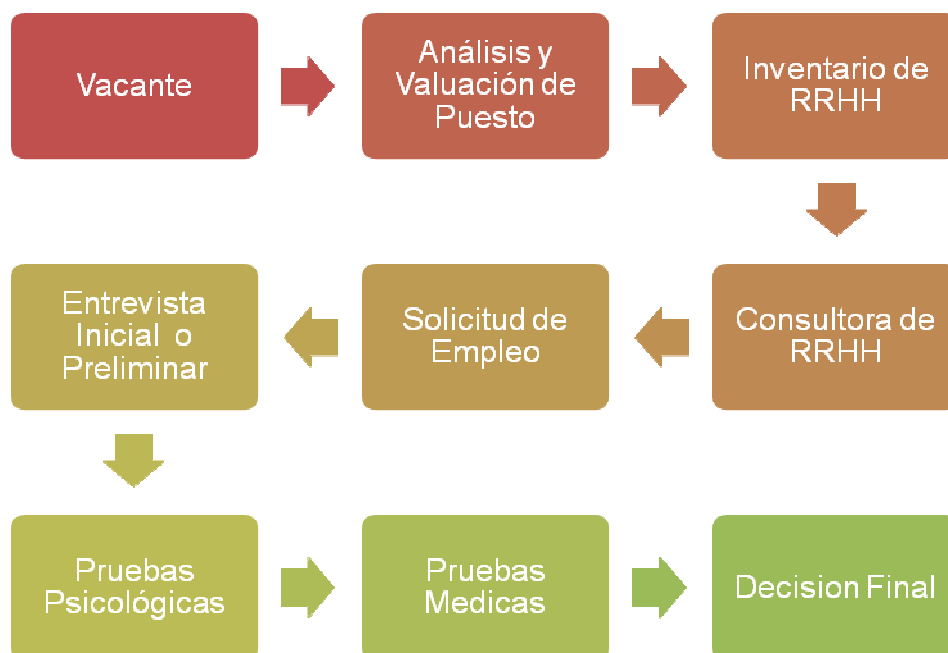 Vacante
Análisis y
Valuación de
Puesto
Inventario de
RRHH
Consultora de
RRHH
Solicitud de
Empleo
Entrevista
Inicial o
Preliminar
Pruebas
Psicológicas
Pruebas
Medicas
Decision Final